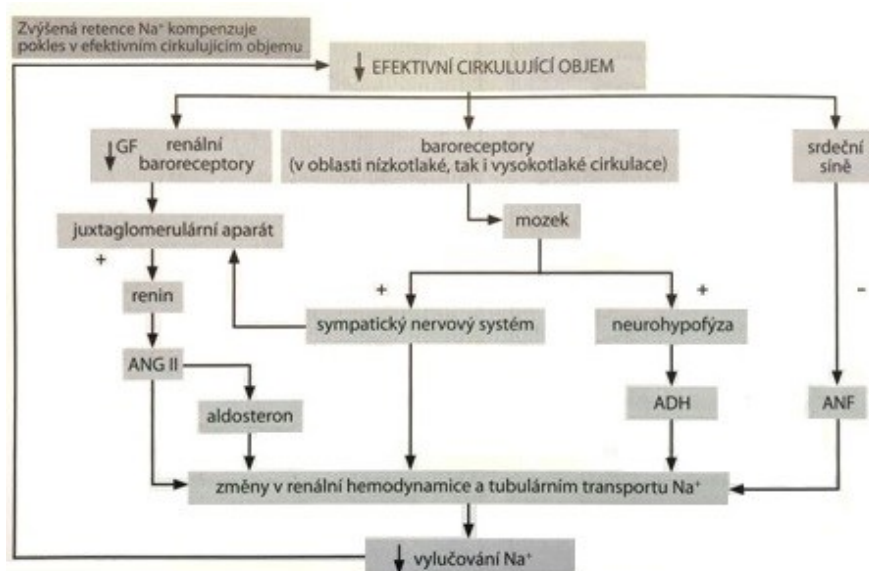 Zvýšená retence Na⁺ kompenzuje
pokles v efektivním cirkulujícím objemu
↓ EFEKTIVNÍ CIRKULUJÍCÍ OBJEM
↓ GF renální
baroreceptory
baroreceptory
(v oblasti nízkotlaké, tak i vysokotlaké cirkulace)
srdeční
síně
juxtaglomerulární aparát
mozek
+
renin
+
+
-
sympatický nervový systém
neurohypofýza
ANG II
aldosteron
ADH
ANF
změny v renální hemodynamice a tubulárním transportu Na⁺
↓ vylučování Na⁺